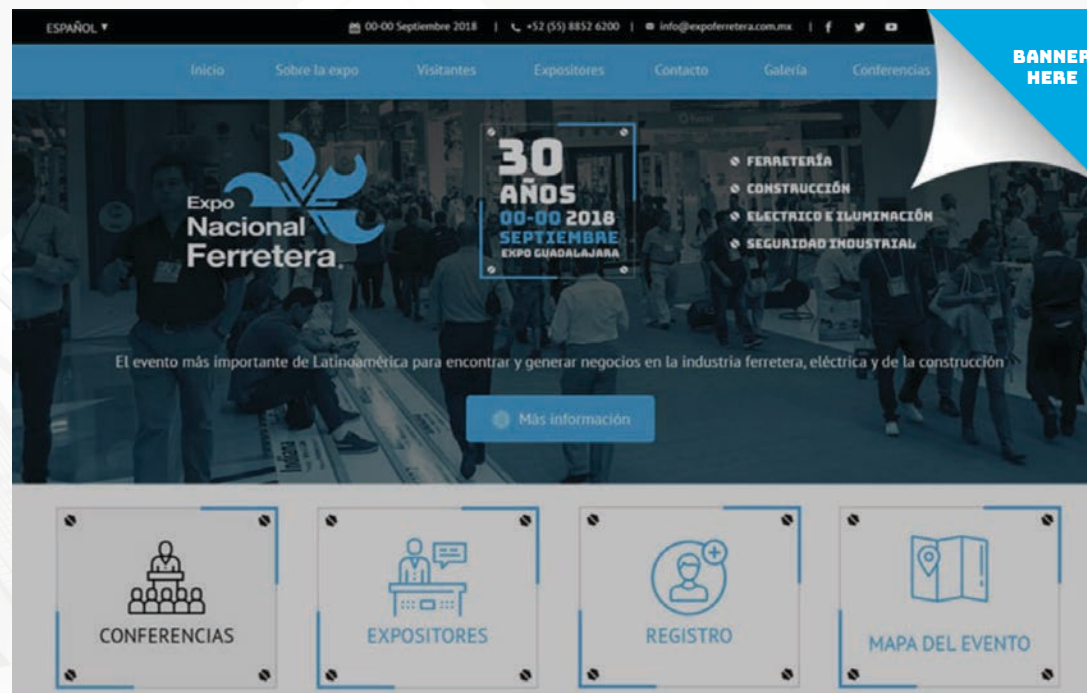 ESPAÑOL ▼
00-00 Septiembre 2018 | +52 (55) 8852 6200 | info@expoferretera.com.mx |
BANNER
HERE
Inicio Sobre la expo Visitantes Expositores Contacto Galería Conferencias
Expo
Nacional
Ferretera
30
AÑOS
00-00 2018
SEPTIEMBRE
EXPO GUADALAJARA
FERRETERÍA
CONSTRUCCIÓN
ELECTRICO E ILUMINACIÓN
SEGURIDAD INDUSTRIAL
El evento más importante de Latinoamérica para encontrar y generar negocios en la industria ferretera, eléctrica y de la construcción
Más información
Indiana
CONFERENCIAS
EXPOSITORES
REGISTRO
MAPA DEL EVENTO